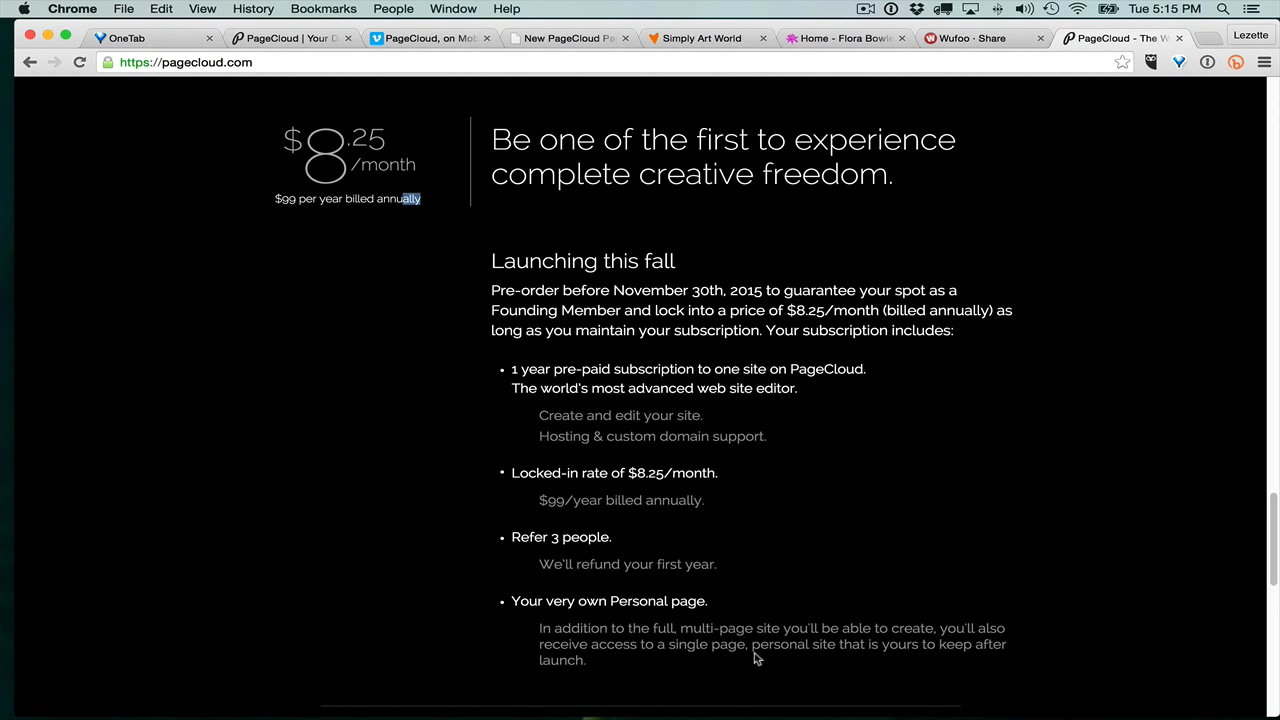 Chrome File Edit View History Bookmarks People Window Help Tue 5:15 PM
OneTab PageCloud | Your D PageCloud, on Mob New PageCloud Pa Simply Art World Home - Flora Bowle Wufoo · Share PageCloud - The W Lezette
https://pagecloud.com
$8.25
/month
$99 per year billed annually
Be one of the first to experience
complete creative freedom.
Launching this fall
Pre-order before November 30th, 2015 to guarantee your spot as a
Founding Member and lock into a price of $8.25/month (billed annually) as
long as you maintain your subscription. Your subscription includes:
• 1 year pre-paid subscription to one site on PageCloud.
The world's most advanced web site editor.
Create and edit your site.
Hosting & custom domain support.
• Locked-in rate of $8.25/month.
$99/year billed annually.
• Refer 3 people.
We'll refund your first year.
• Your very own Personal page.
In addition to the full, multi-page site you'll be able to create, you'll also
receive access to a single page, personal site that is yours to keep after
launch.